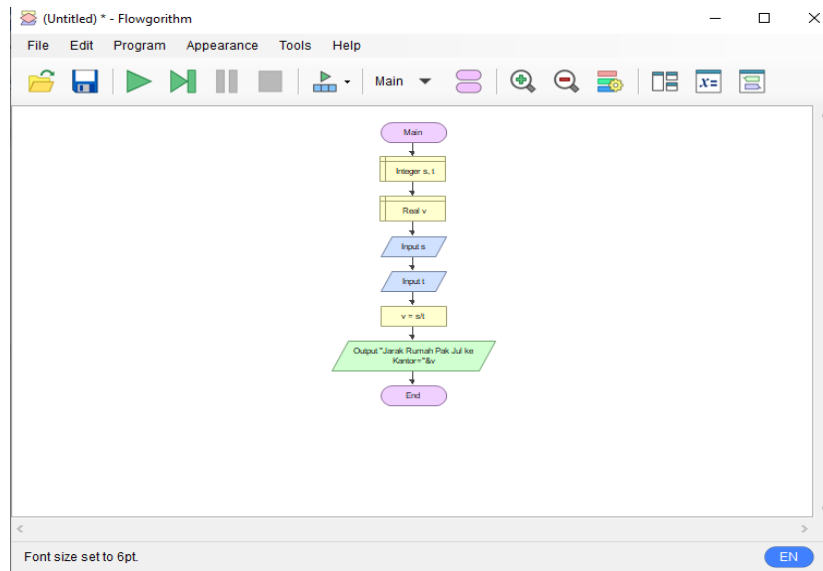 (Untitled) * - Flowgorithm
File Edit Program Appearance Tools Help
Main
x=
Main
Integer s, t
Real v
Input s
Input t
v = s/t
Output "Jarak Rumah Pak Jul ke
Kantor="&v
End
Font size set to 6pt.
EN